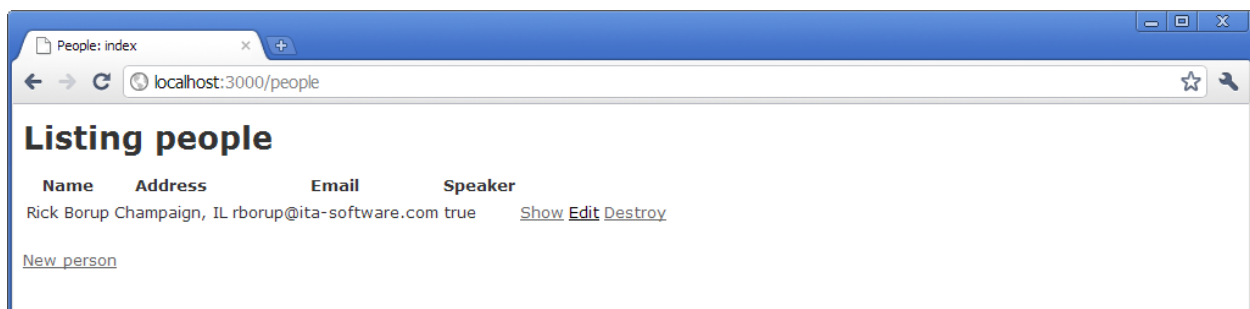 People: index
localhost:3000/people
Listing people
Name Address Email Speaker
Rick Borup Champaign, IL rborup@ita-software.com true Show Edit Destroy
New person